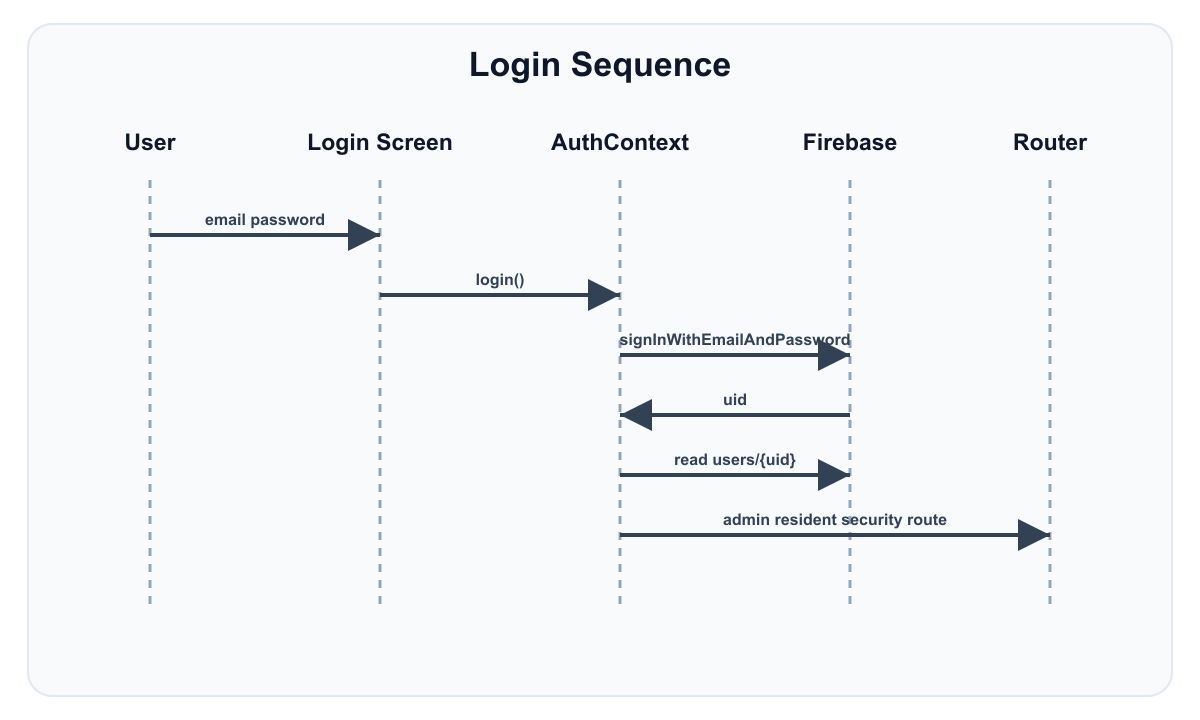 Login Sequence
User Login Screen AuthContext Firebase Router
email password
login()
signInWithEmailAndPassword
uid
read users/{uid}
admin resident security route